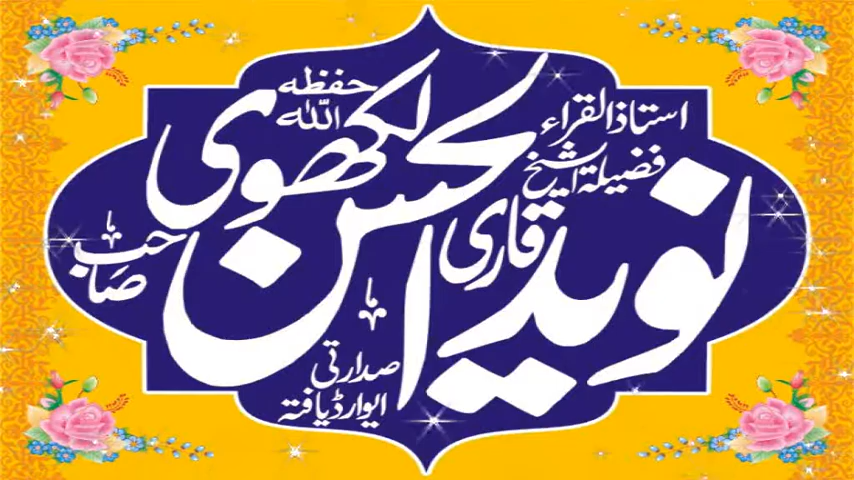 استاذ القراء
فضیلۃ الشیخ
قاری
نوید الحسن لکھوی
حفظہ اللہ
صاحب
صدارتی
ایوارڈ یافتہ